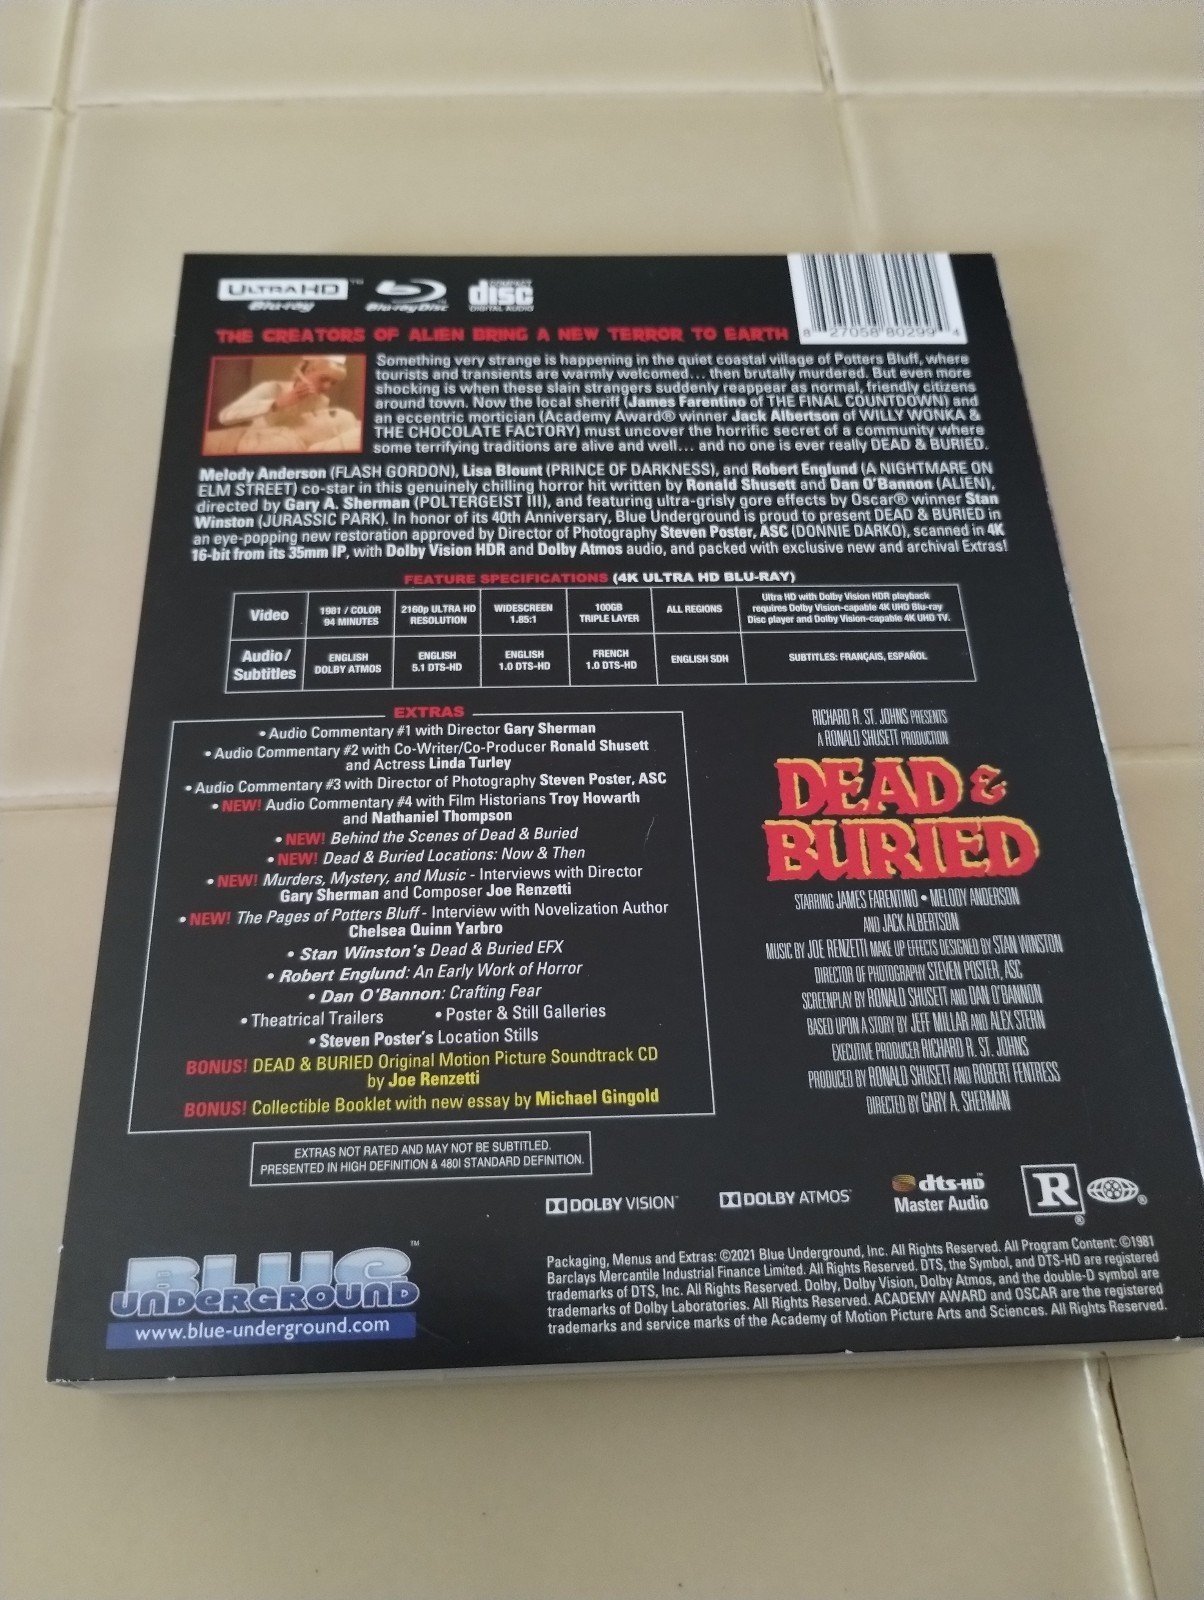 ULTRA HD™
Blu-ray
Blu-ray Disc
COMPACT
disc
DIGITAL AUDIO
8 27058 80299 4
THE CREATORS OF ALIEN BRING A NEW TERROR TO EARTH
Something very strange is happening in the quiet coastal village of Potters Bluff, where
tourists and transients are warmly welcomed... then brutally murdered. But even more
shocking is when these slain strangers suddenly reappear as normal, friendly citizens
around town. Now the local sheriff (James Farentino of THE FINAL COUNTDOWN) and
an eccentric mortician (Academy Award® winner Jack Albertson of WILLY WONKA &
THE CHOCOLATE FACTORY) must uncover the horrific secret of a community where
some terrifying traditions are alive and well... and no one is ever really DEAD & BURIED.
Melody Anderson (FLASH GORDON), Lisa Blount (PRINCE OF DARKNESS), and Robert Englund (A NIGHTMARE ON
ELM STREET) co-star in this genuinely chilling horror hit written by Ronald Shusett and Dan O'Bannon (ALIEN),
directed by Gary A. Sherman (POLTERGEIST III), and featuring ultra-grisly gore effects by Oscar® winner Stan
Winston (JURASSIC PARK). In honor of its 40th Anniversary, Blue Underground is proud to present DEAD & BURIED in
an eye-popping new restoration approved by Director of Photography Steven Poster, ASC (DONNIE DARKO), scanned in 4K
16-bit from its 35mm IP, with Dolby Vision HDR and Dolby Atmos audio, and packed with exclusive new and archival Extras!
FEATURE SPECIFICATIONS (4K ULTRA HD BLU-RAY)
Video
1981 / COLOR
94 MINUTES
2160p ULTRA HD
RESOLUTION
WIDESCREEN
1.85:1
100GB
TRIPLE LAYER
ALL REGIONS
Ultra HD with Dolby Vision HDR playback
requires Dolby Vision-capable 4K UHD Blu-ray
Disc player and Dolby Vision-capable 4K UHD TV.
Audio/
Subtitles
ENGLISH
DOLBY ATMOS
ENGLISH
5.1 DTS-HD
ENGLISH
1.0 DTS-HD
FRENCH
1.0 DTS-HD
ENGLISH SDH
SUBTITLES: FRANÇAIS, ESPAÑOL
EXTRAS
• Audio Commentary #1 with Director Gary Sherman
• Audio Commentary #2 with Co-Writer/Co-Producer Ronald Shusett
and Actress Linda Turley
• Audio Commentary #3 with Director of Photography Steven Poster, ASC
• NEW! Audio Commentary #4 with Film Historians Troy Howarth
and Nathaniel Thompson
• NEW! Behind the Scenes of Dead & Buried
• NEW! Dead & Buried Locations: Now & Then
• NEW! Murders, Mystery, and Music - Interviews with Director
Gary Sherman and Composer Joe Renzetti
• NEW! The Pages of Potters Bluff - Interview with Novelization Author
Chelsea Quinn Yarbro
• Stan Winston's Dead & Buried EFX
• Robert Englund: An Early Work of Horror
• Dan O'Bannon: Crafting Fear
• Theatrical Trailers • Poster & Still Galleries
• Steven Poster's Location Stills
BONUS! DEAD & BURIED Original Motion Picture Soundtrack CD
by Joe Renzetti
BONUS! Collectible Booklet with new essay by Michael Gingold
EXTRAS NOT RATED AND MAY NOT BE SUBTITLED.
PRESENTED IN HIGH DEFINITION & 480I STANDARD DEFINITION.
RICHARD R. ST. JOHNS PRESENTS
A RONALD SHUSETT PRODUCTION
DEAD &
BURIED
STARRING JAMES FARENTINO • MELODY ANDERSON
AND JACK ALBERTSON
MUSIC BY JOE RENZETTI MAKE UP EFFECTS DESIGNED BY STAN WINSTON
DIRECTOR OF PHOTOGRAPHY STEVEN POSTER, ASC
SCREENPLAY BY RONALD SHUSETT AND DAN O'BANNON
BASED UPON A STORY BY JEFF MILLAR AND ALEX STERN
EXECUTIVE PRODUCER RICHARD R. ST. JOHNS
PRODUCED BY RONALD SHUSETT AND ROBERT FENTRESS
DIRECTED BY GARY A. SHERMAN
DOLBY VISION™
DOLBY ATMOS®
dts-HD™
Master Audio
R®
®
BLUE™
UNDERGROUND
www.blue-underground.com
Packaging, Menus and Extras: ©2021 Blue Underground, Inc. All Rights Reserved. All Program Content: ©1981
Barclays Mercantile Industrial Finance Limited. All Rights Reserved. DTS, the Symbol, and DTS-HD are registered
trademarks of DTS, Inc. All Rights Reserved. Dolby, Dolby Vision, Dolby Atmos, and the double-D symbol are
trademarks of Dolby Laboratories. All Rights Reserved. ACADEMY AWARD and OSCAR are the registered
trademarks and service marks of the Academy of Motion Picture Arts and Sciences. All Rights Reserved.